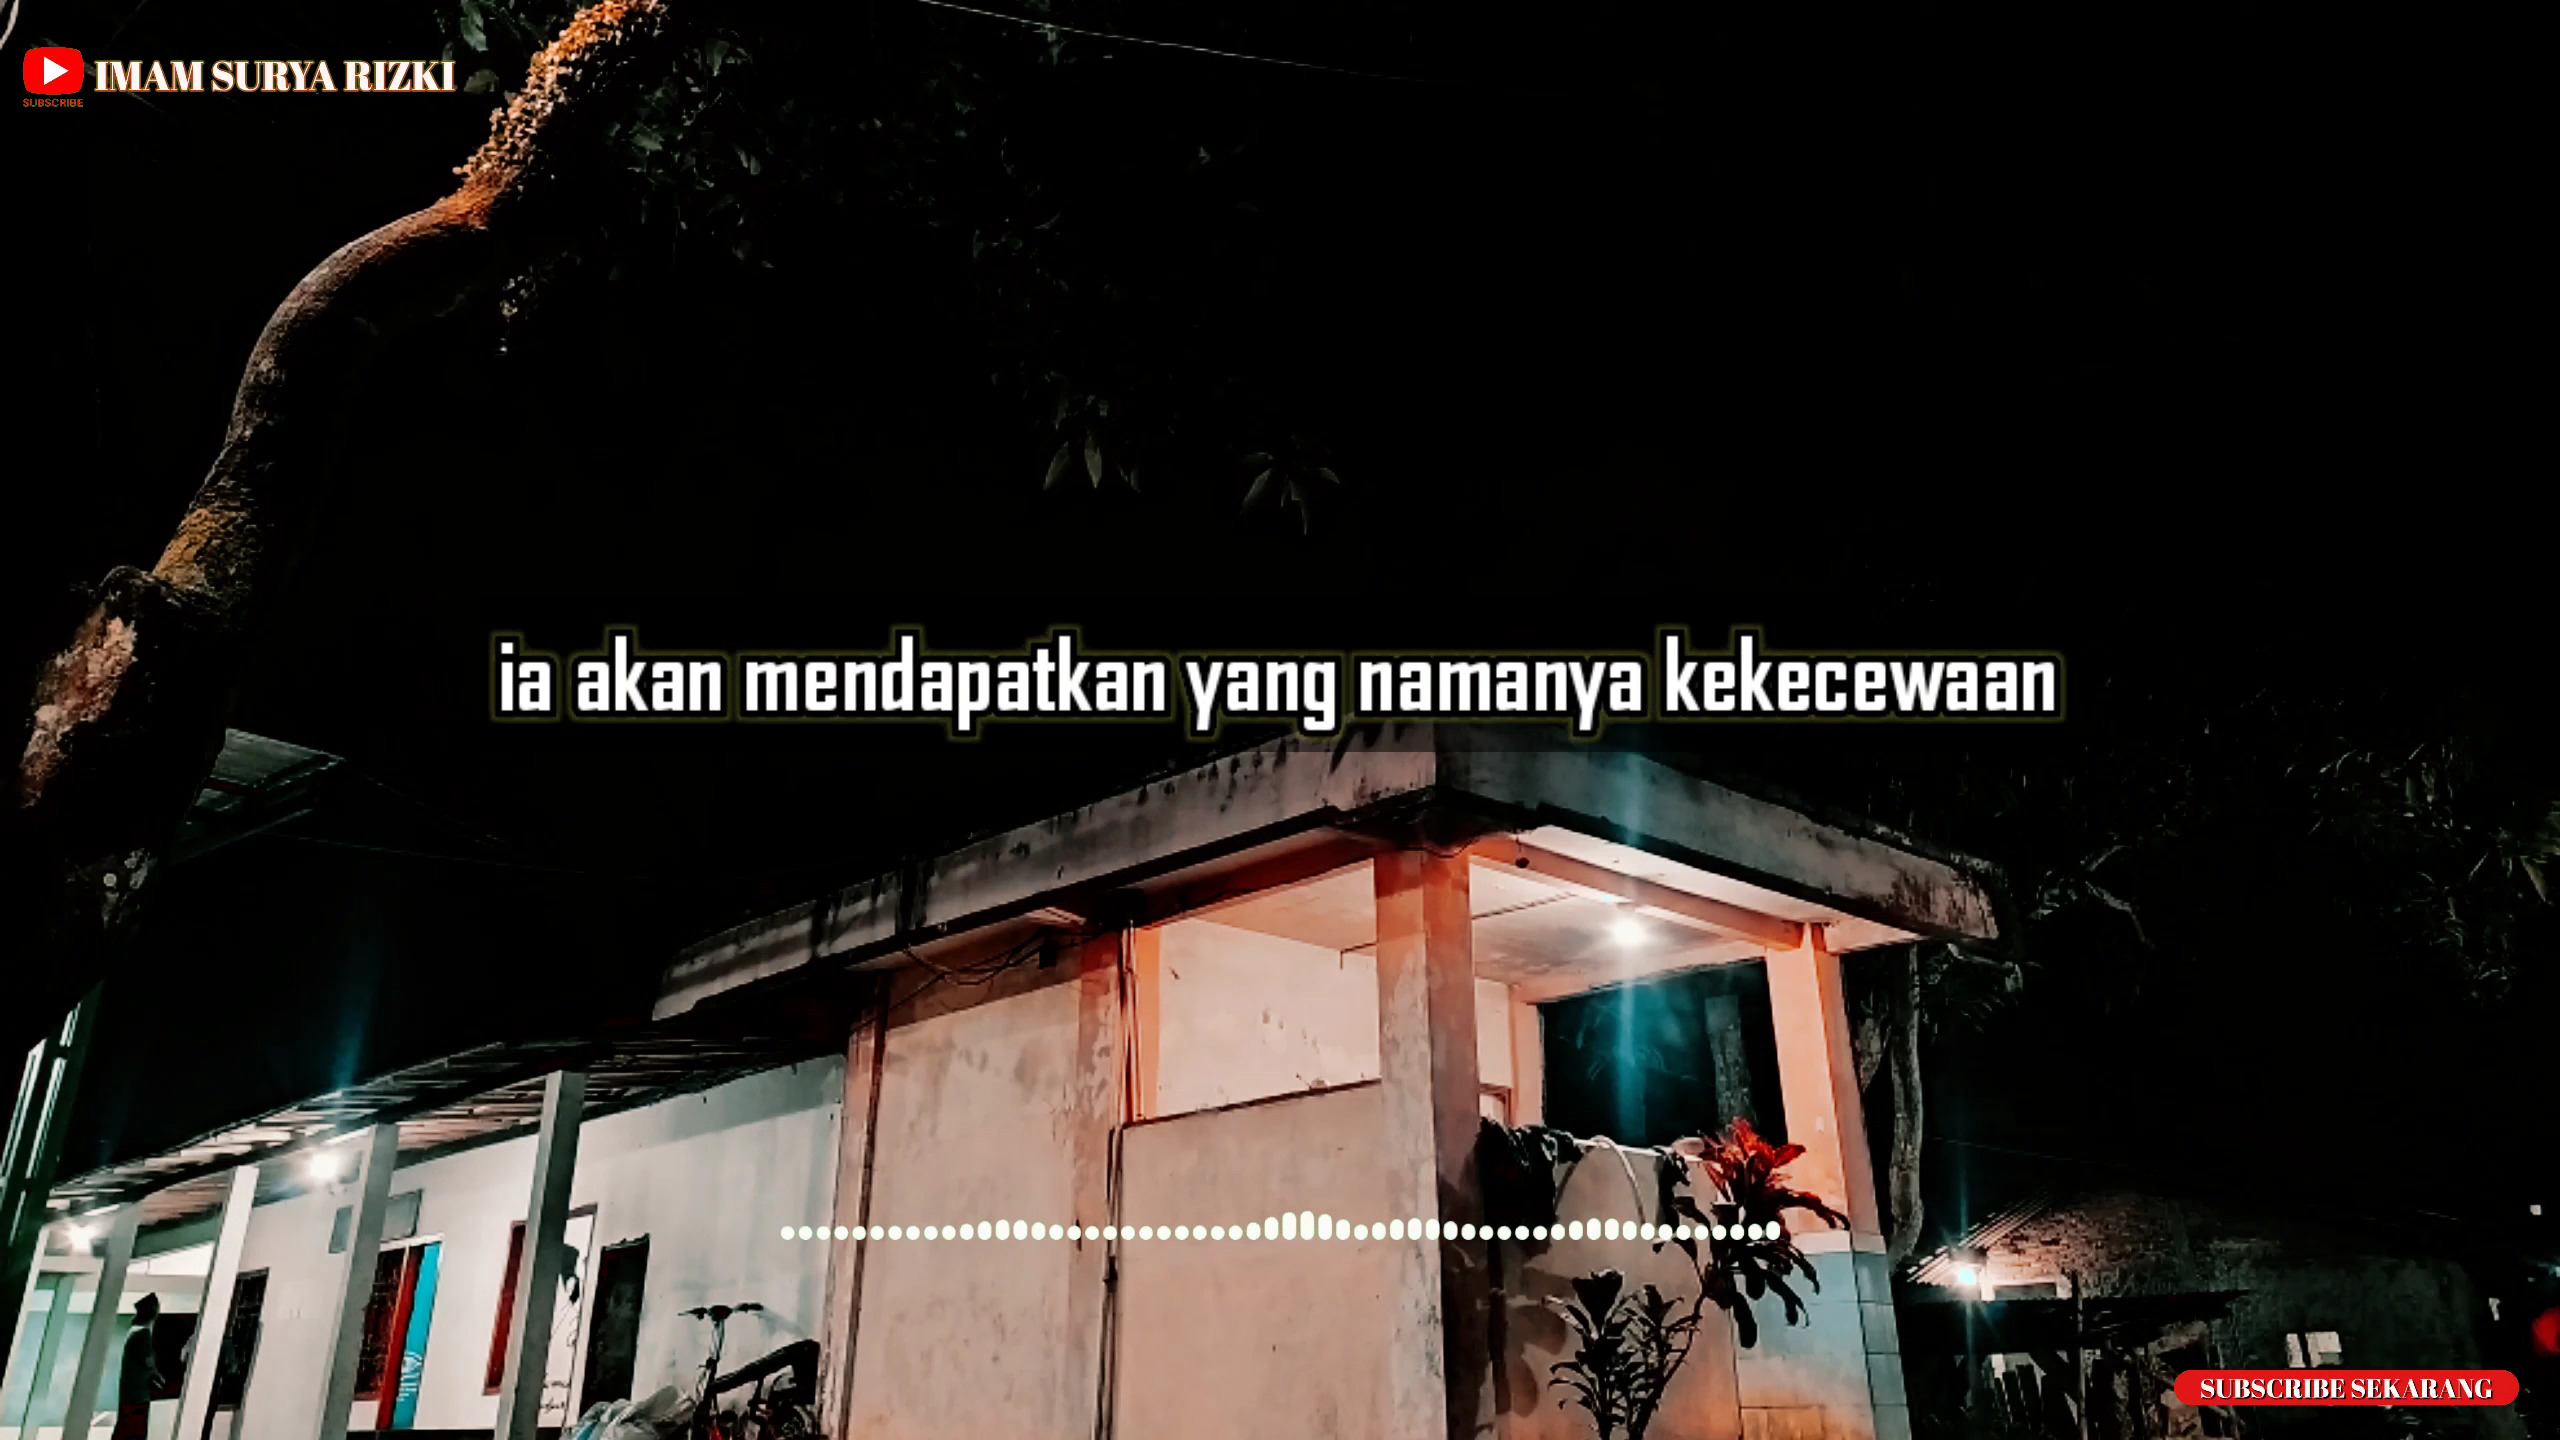 IMAM SURYA RIZKI
SUBSCRIBE
ia akan mendapatkan yang namanya kekecewaan
SUBSCRIBE SEKARANG